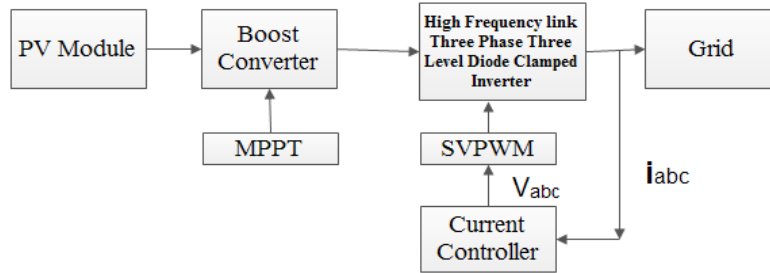 PV Module
Boost
Converter
High Frequency link
Three Phase Three
Level Diode Clamped
Inverter
Grid
MPPT
SVPWM
Vabc
iabc
Current
Controller